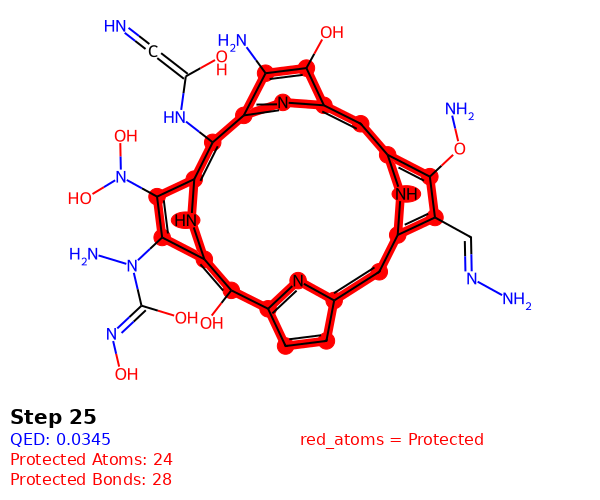 HN
C
OH
H₂N
O
H
NH₂
HN
N
OH
O
N
HO
NH
HN
H₂N
N
N
N
NH₂
OH
OH
N
OH
Step 25
QED: 0.0345
Protected Atoms: 24
red_atoms = Protected
Protected Bonds: 28